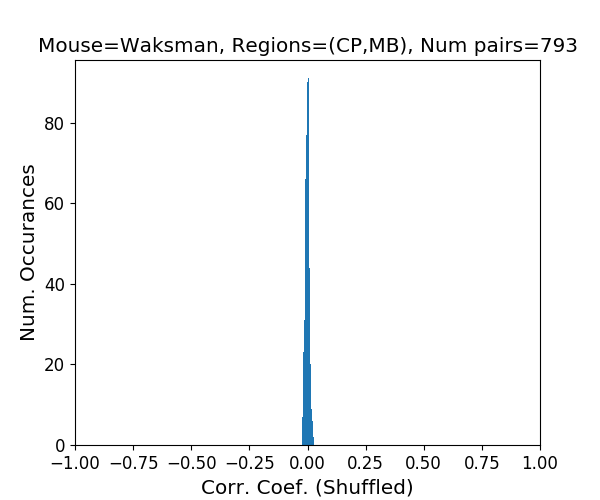 Mouse=Waksman, Regions=(CP,MB), Num pairs=793
Num. Occurances
80
60
40
20
0
−1.00 −0.75 −0.50 −0.25 0.00 0.25 0.50 0.75 1.00
Corr. Coef. (Shuffled)